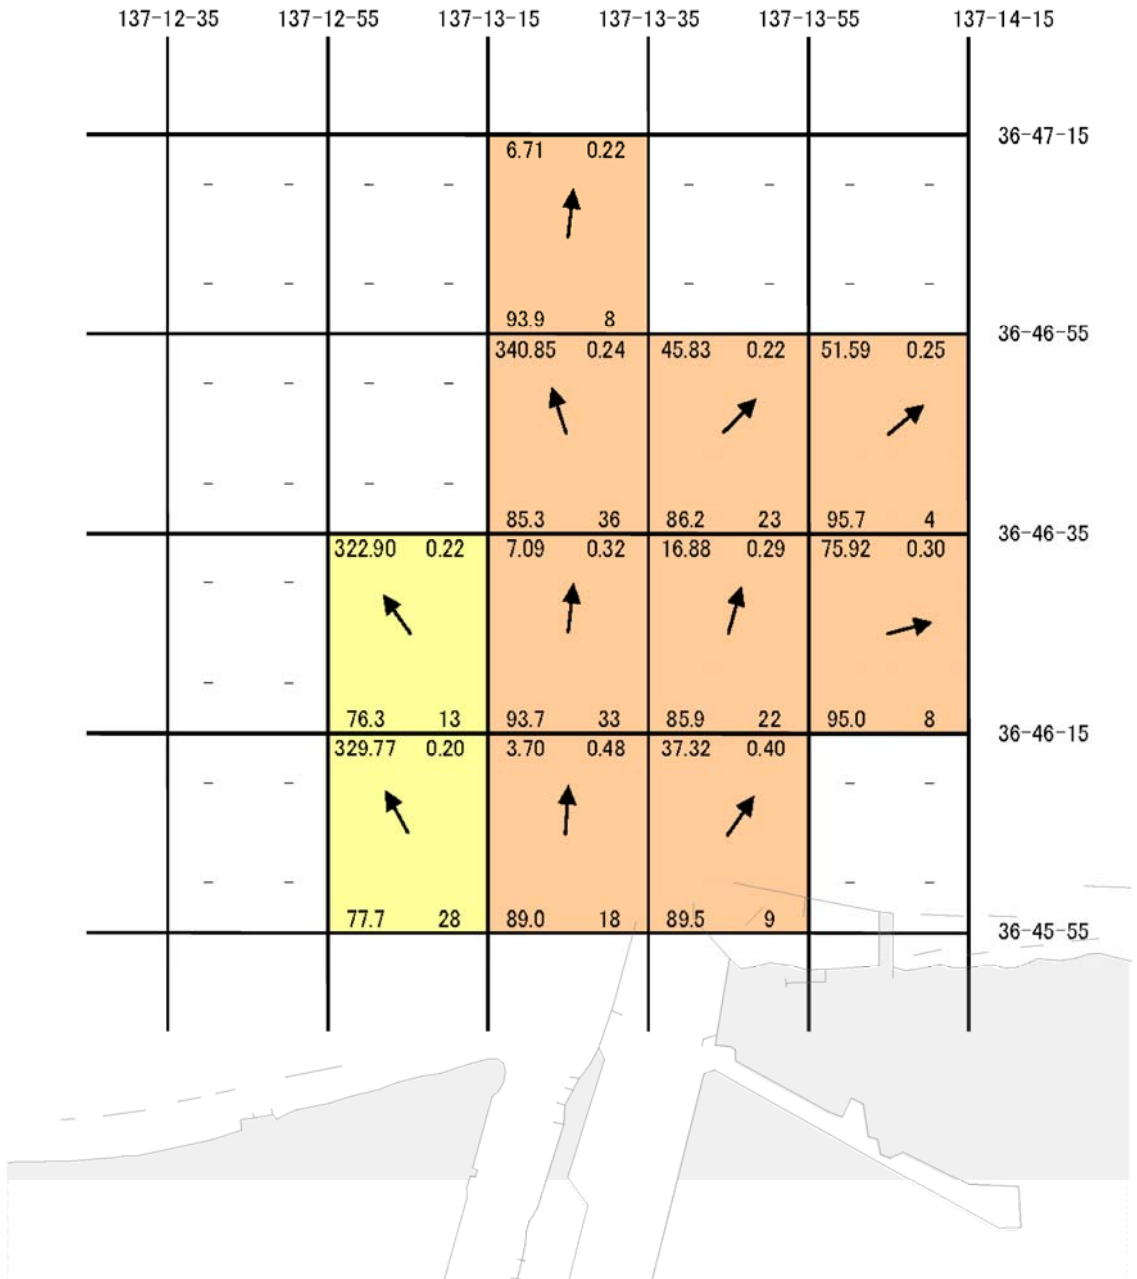 137-12-35 137-12-55 137-13-15 137-13-35 137-13-55 137-14-15
36-47-15
6.71 0.22
- - - - - - - -
- - - - - - - -
93.9 8
36-46-55
340.85 0.24 45.83 0.22 51.59 0.25
- - - -
- - - -
85.3 36 86.2 23 95.7 4
36-46-35
322.90 0.22 7.09 0.32 16.88 0.29 75.92 0.30
- -
- -
76.3 13 93.7 33 85.9 22 95.0 8
36-46-15
329.77 0.20 3.70 0.48 37.32 0.40
- - - -
- - - -
77.7 28 89.0 18 89.5 9
36-45-55